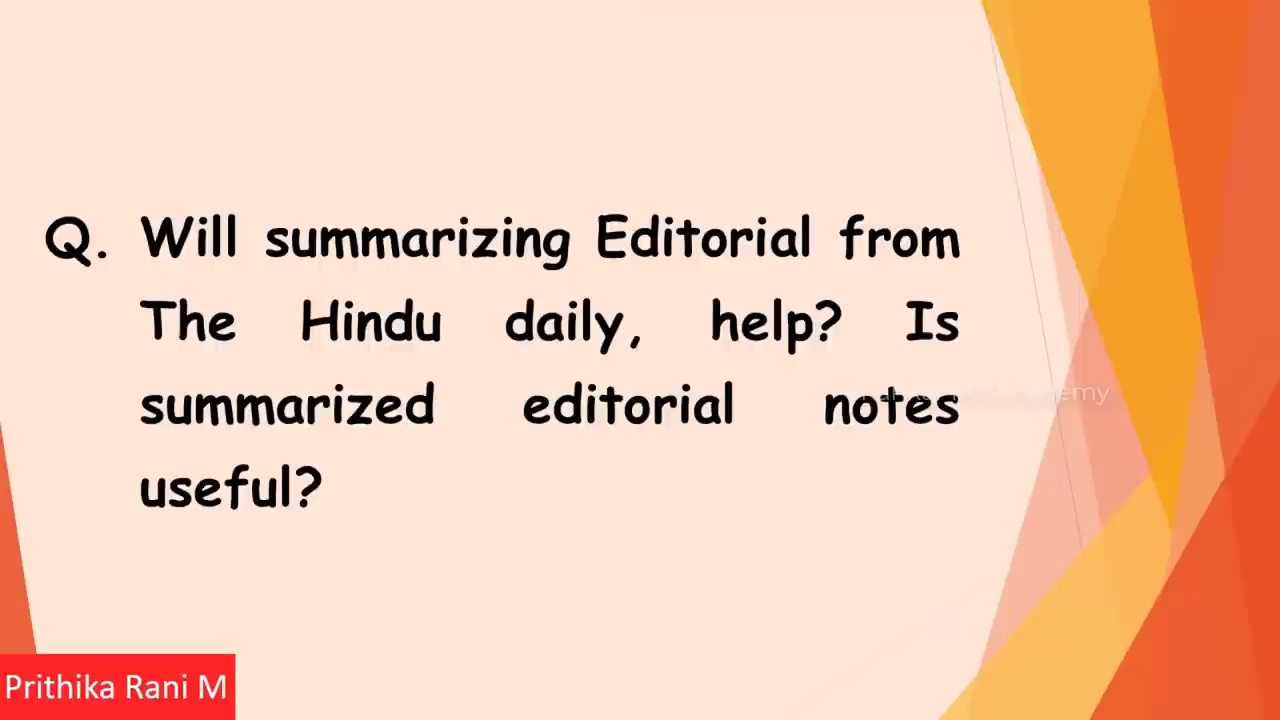 Q. Will summarizing Editorial from
The Hindu daily, help? Is
summarized editorial notes
useful?
Prithika Rani M